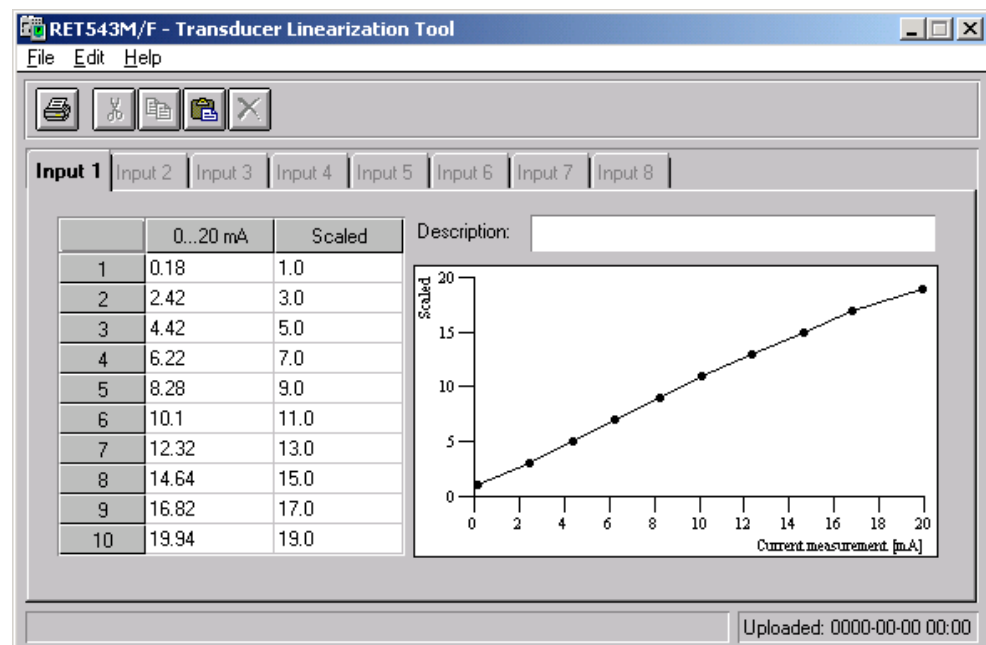 RET543M/F - Transducer Linearization Tool
File Edit Help
Input 1 Input 2 Input 3 Input 4 Input 5 Input 6 Input 7 Input 8
0...20 mA Scaled
1 0.18 1.0
2 2.42 3.0
3 4.42 5.0
4 6.22 7.0
5 8.28 9.0
6 10.1 11.0
7 12.32 13.0
8 14.64 15.0
9 16.82 17.0
10 19.94 19.0
Description:
Scaled
20
15
10
5
0
0 2 4 6 8 10 12 14 16 18 20
Current measurement [mA]
Uploaded: 0000-00-00 00:00